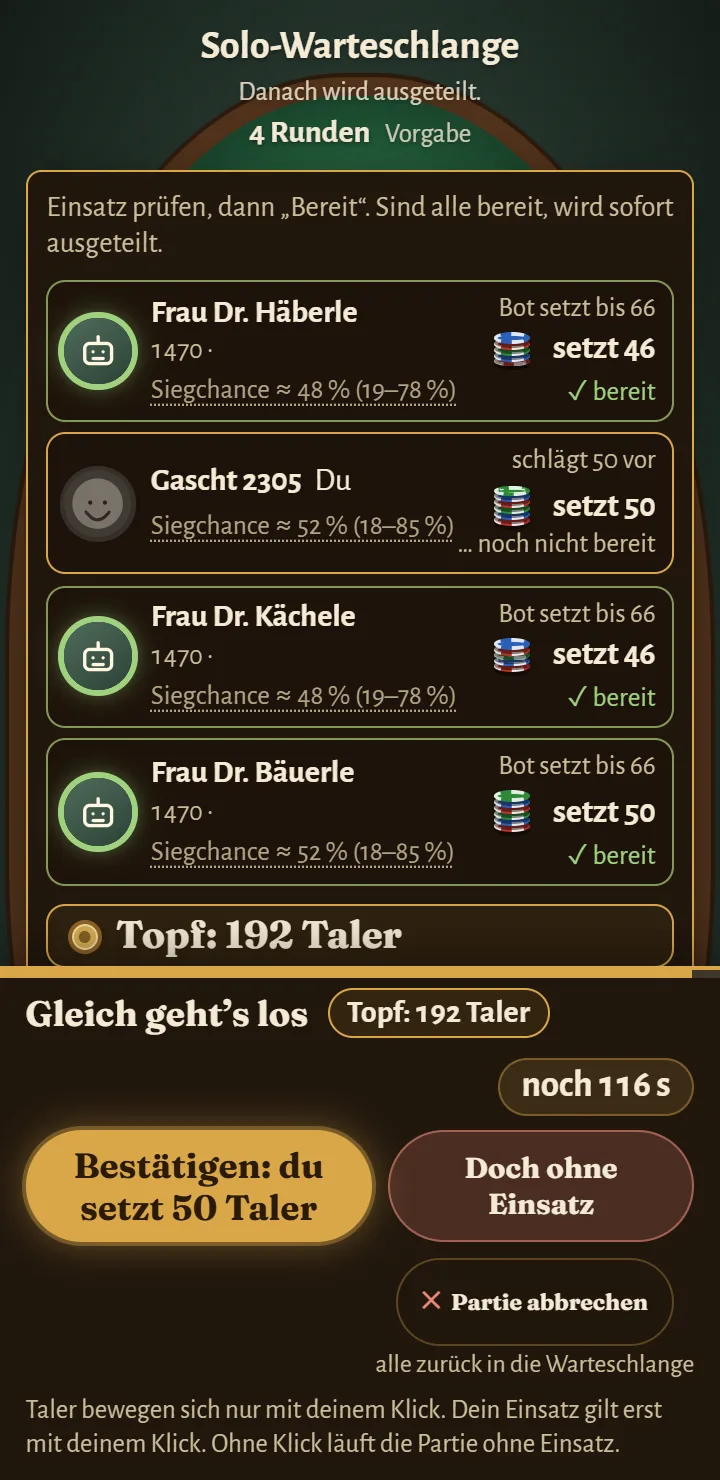 Solo-Warteschlange
Danach wird ausgeteilt.
4 Runden Vorgabe
Einsatz prüfen, dann „Bereit“. Sind alle bereit, wird sofort
ausgeteilt.
Frau Dr. Häberle
1470 ·
Siegchance ≈ 48 % (19–78 %)
Bot setzt bis 66
setzt 46
✓ bereit
Gascht 2305 Du
Siegchance ≈ 52 % (18–85 %)
schlägt 50 vor
setzt 50
… noch nicht bereit
Frau Dr. Kächele
1470 ·
Siegchance ≈ 48 % (19–78 %)
Bot setzt bis 66
setzt 46
✓ bereit
Frau Dr. Bäuerle
1470 ·
Siegchance ≈ 52 % (18–85 %)
Bot setzt bis 66
setzt 50
✓ bereit
Topf: 192 Taler
Gleich geht’s los
Topf: 192 Taler
noch 116 s
Bestätigen: du
setzt 50 Taler
Doch ohne
Einsatz
✕ Partie abbrechen
alle zurück in die Warteschlange
Taler bewegen sich nur mit deinem Klick. Dein Einsatz gilt erst
mit deinem Klick. Ohne Klick läuft die Partie ohne Einsatz.